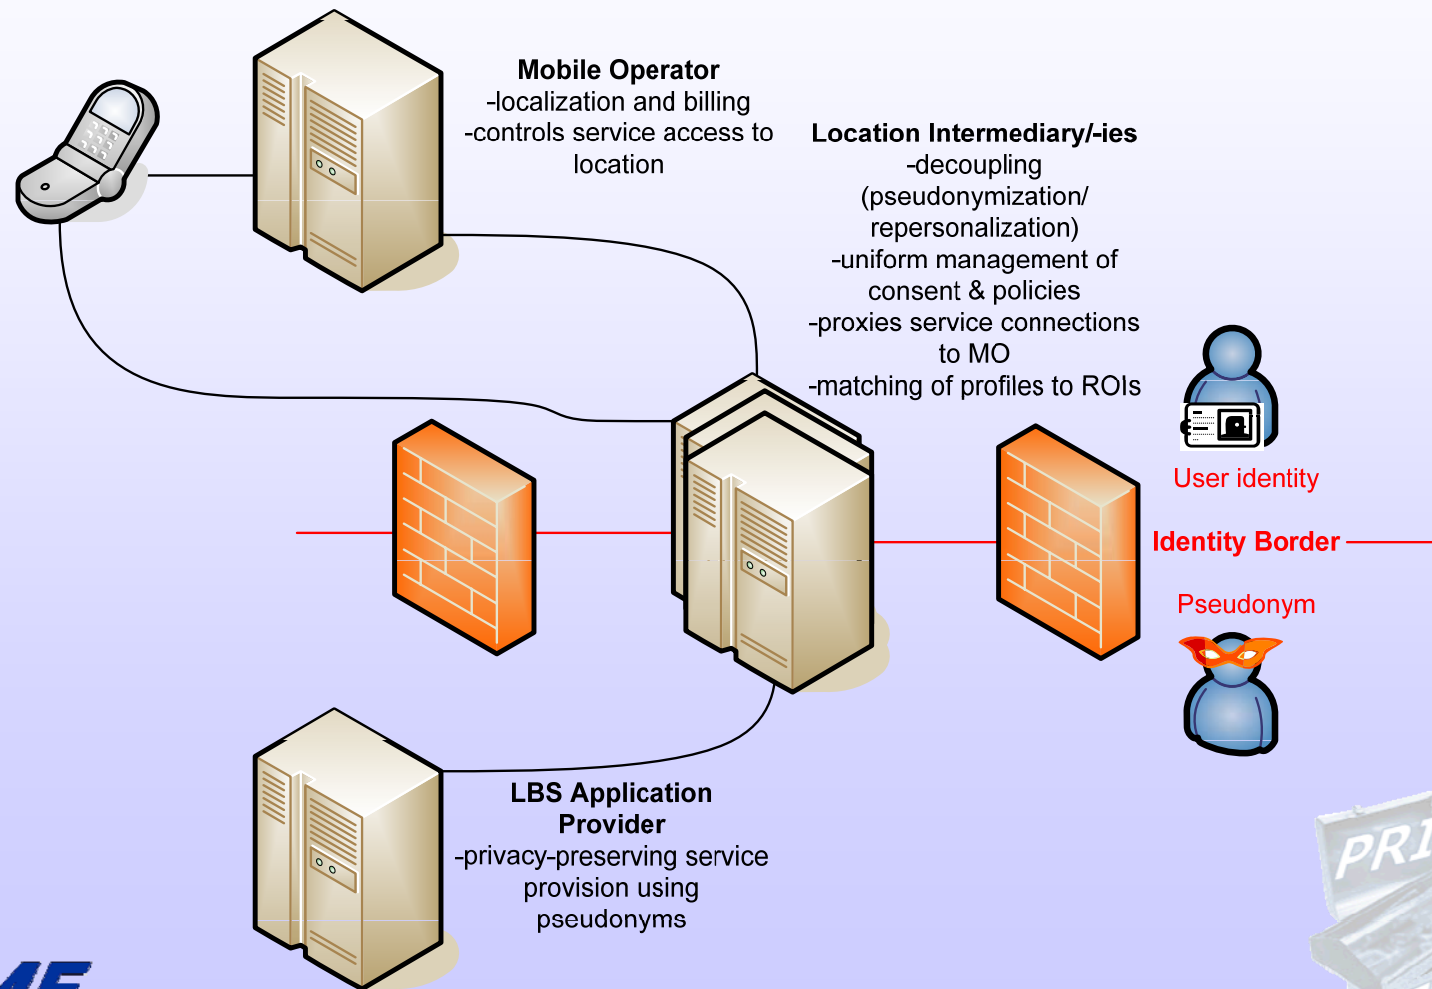 Mobile Operator
-localization and billing
-controls service access to
location
Location Intermediary/-ies
-decoupling
(pseudonymization/
repersonalization)
-uniform management of
consent & policies
-proxies service connections
to MO
-matching of profiles to ROIs
User identity
Identity Border
Pseudonym
LBS Application
Provider
-privacy-preserving service
provision using
pseudonyms
PRI